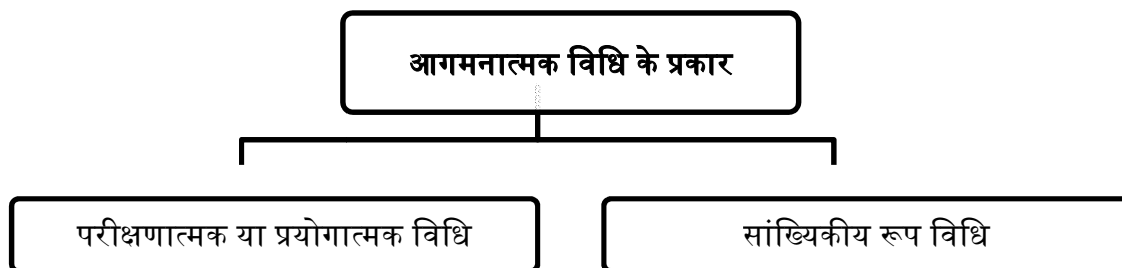 आगमनात्मक विधि के प्रकार
परीक्षणात्मक या प्रयोगात्मक विधि
सांख्यिकीय रूप विधि